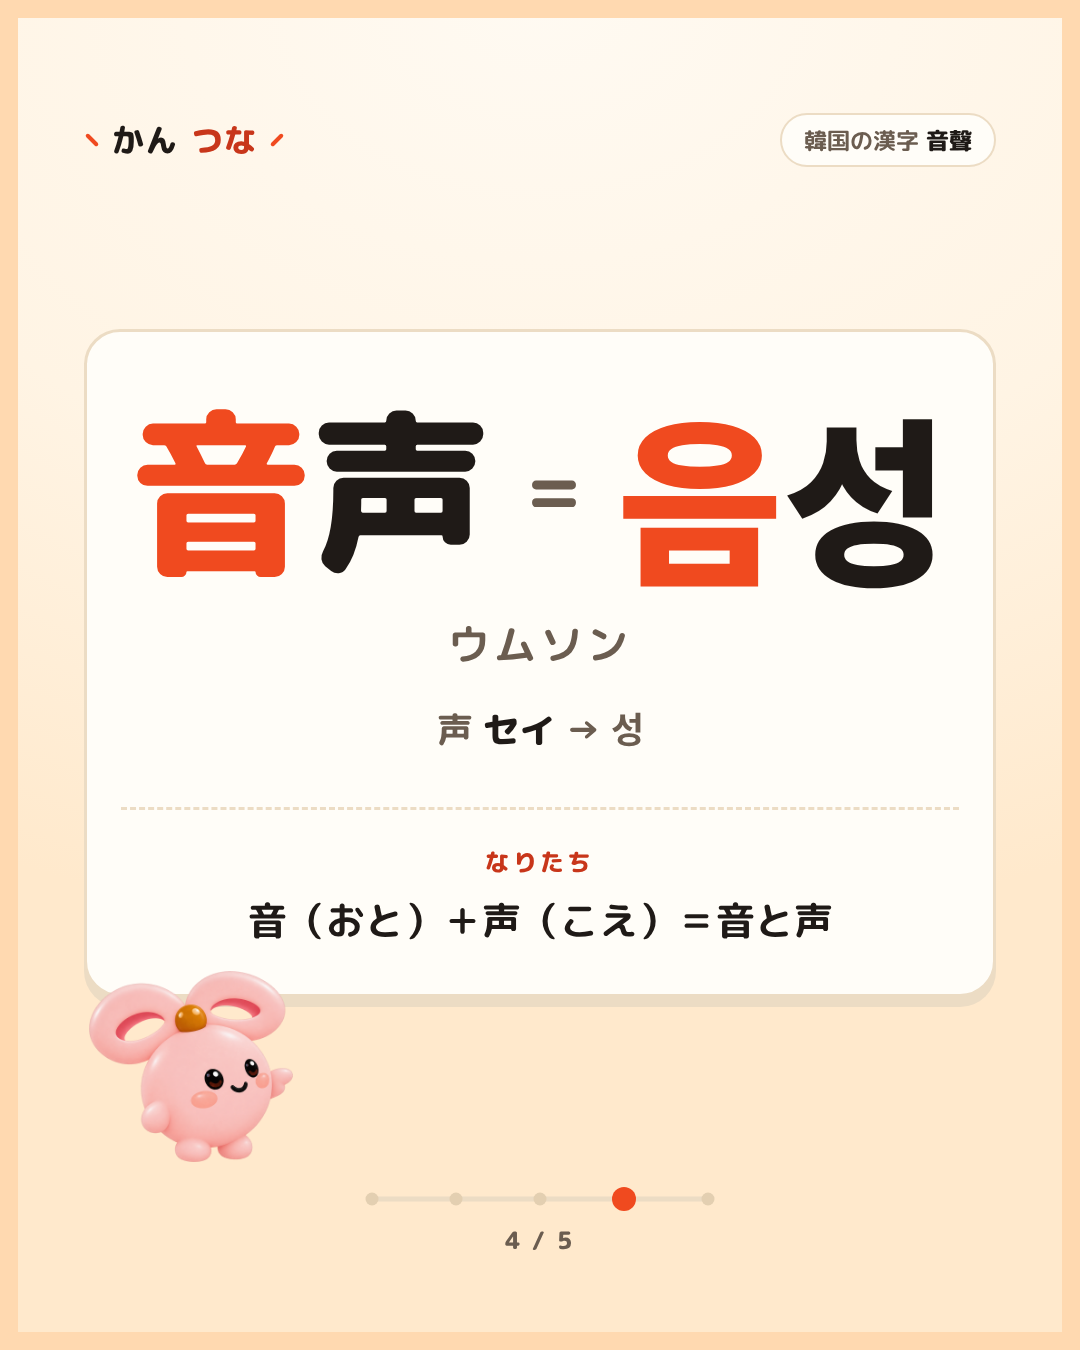 かん つな
韓国の漢字 音聲
音声 = 음성
ウムソン
声 セイ → 성
なりたち
音（おと）＋声（こえ）＝音と声
4 / 5